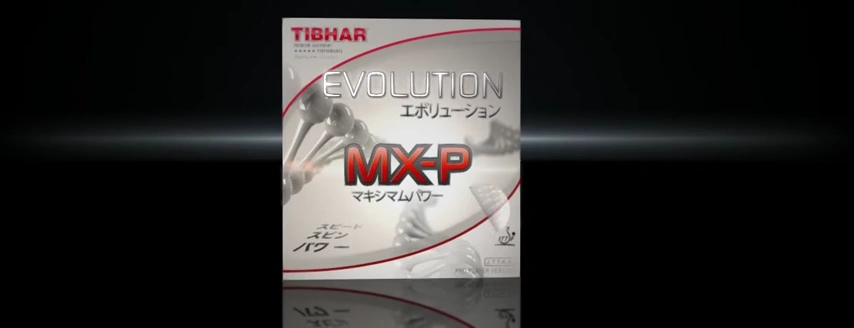 TIBHAR
EVOLUTION
エボリューション
MX-P
マキシマムパワー
スピード
スピン
パワー